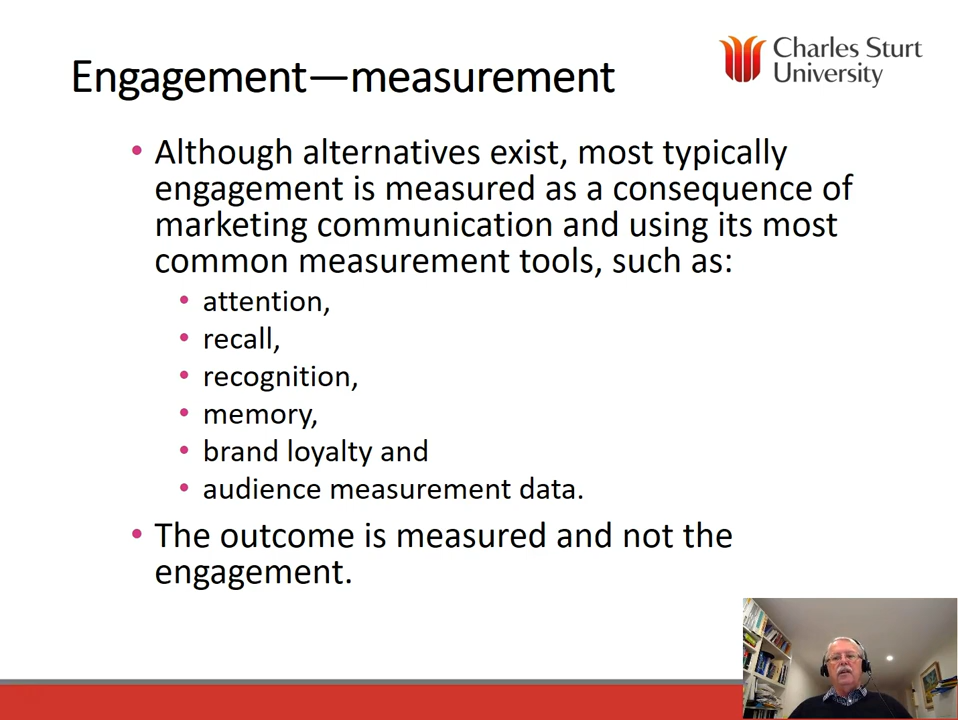 Engagement—measurement
Charles Sturt
University
• Although alternatives exist, most typically
engagement is measured as a consequence of
marketing communication and using its most
common measurement tools, such as:
• attention,
• recall,
• recognition,
• memory,
• brand loyalty and
• audience measurement data.
• The outcome is measured and not the
engagement.